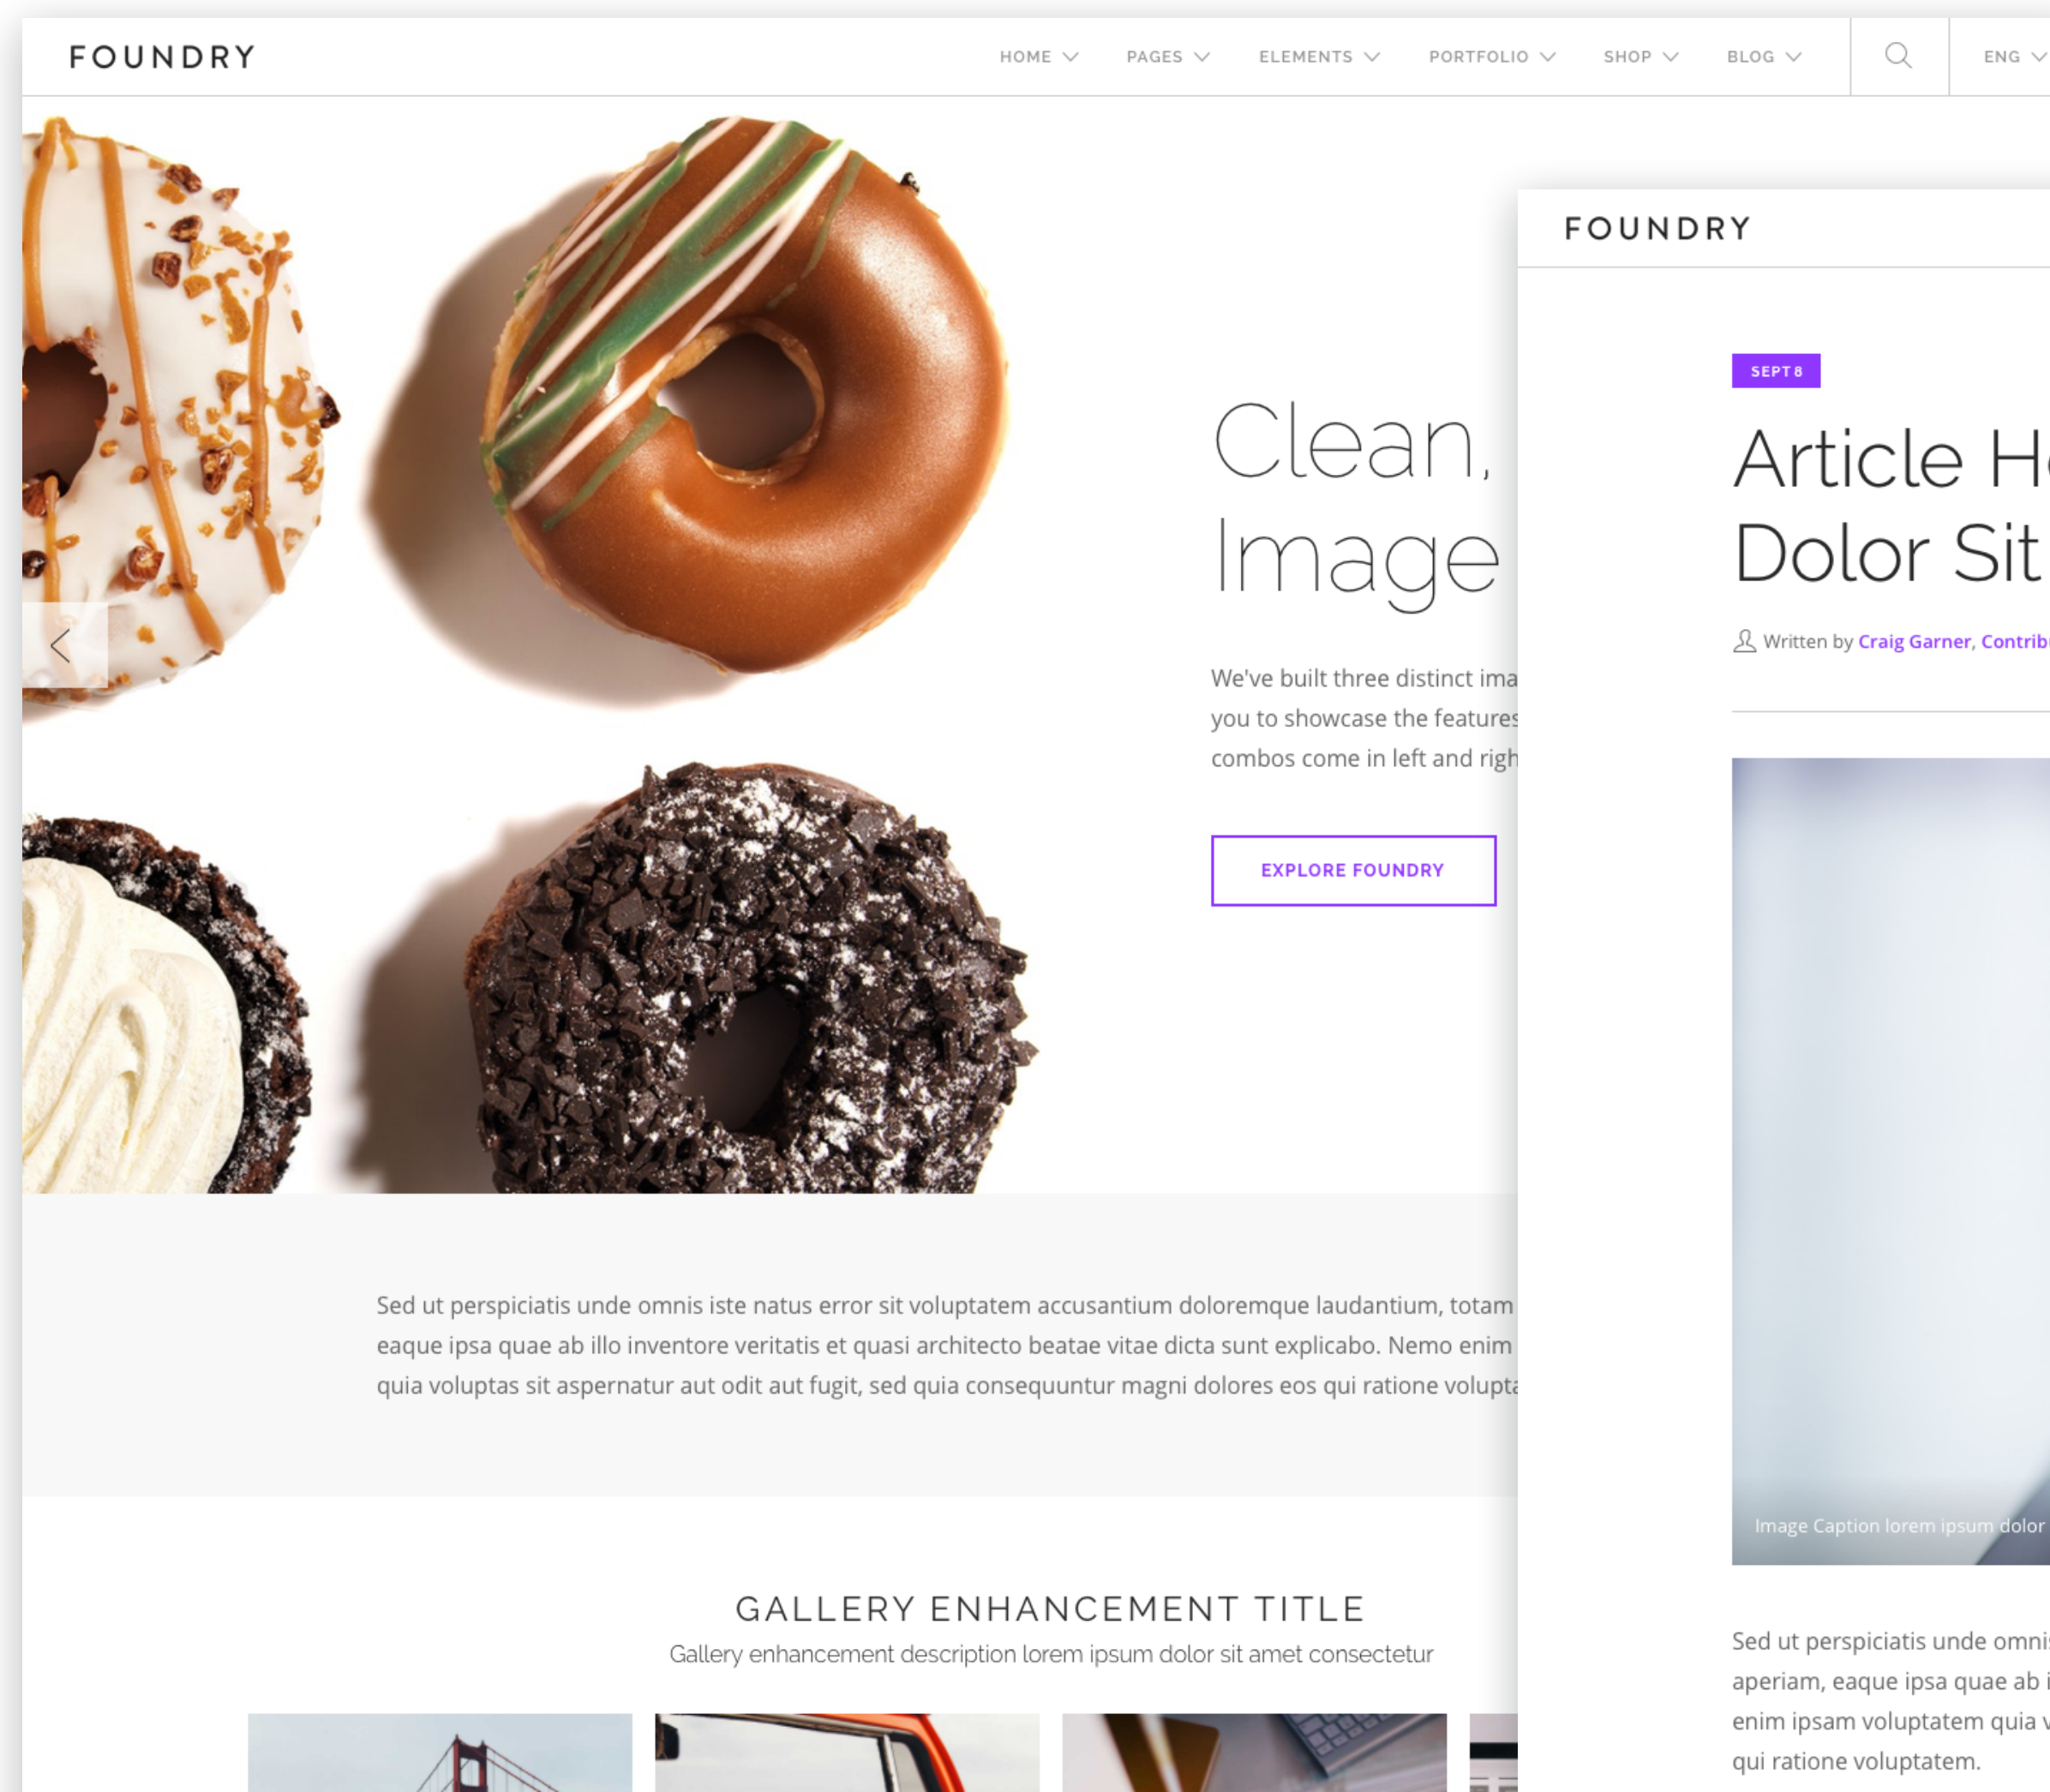 FOUNDRY
HOME PAGES ELEMENTS PORTFOLIO SHOP BLOG ENG
Clean,
Image
We've built three distinct
you to showcase the features
combos come in left and
EXPLORE FOUNDRY
Sed ut perspiciatis unde omnis iste natus error sit voluptatem accusantium doloremque laudantium, totam
eaque ipsa quae ab illo inventore veritatis et quasi architecto beatae vitae dicta sunt explicabo. Nemo enim
quia voluptas sit aspernatur aut odit aut fugit, sed quia consequuntur magni dolores eos qui ratione
GALLERY ENHANCEMENT TITLE
Gallery enhancement description lorem ipsum dolor sit amet consectetur
FOUNDRY
SEPT 8
Article
Dolor Sit
Written by Craig Garner,
Image Caption lorem ipsum dolor
Sed ut perspiciatis unde omnis
aperiam, eaque ipsa quae ab
enim ipsam voluptatem quia
qui ratione voluptatem.